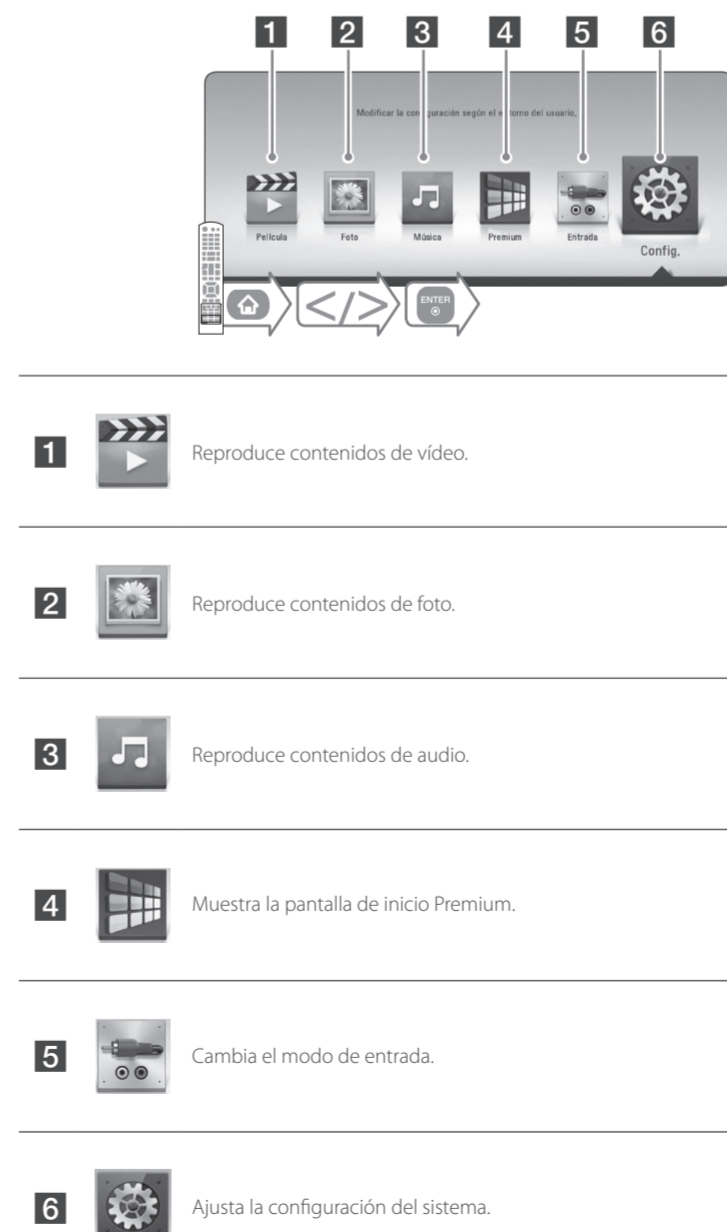 1 2 3 4 5 6
Modificar la configuración según el entorno del usuario.
Película Foto Música Premium Entrada Config.
</> ENTER
1 Reproduce contenidos de vídeo.
2 Reproduce contenidos de foto.
3 Reproduce contenidos de audio.
4 Muestra la pantalla de inicio Premium.
5 Cambia el modo de entrada.
6 Ajusta la configuración del sistema.